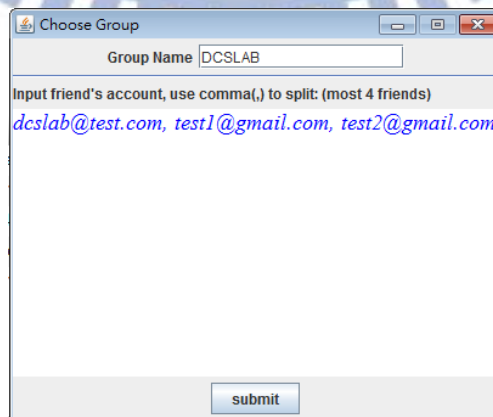 Choose Group
Group Name DCSLAB
Input friend's account, use comma(,) to split: (most 4 friends)
dcslab@test.com, test1@gmail.com, test2@gmail.com
submit